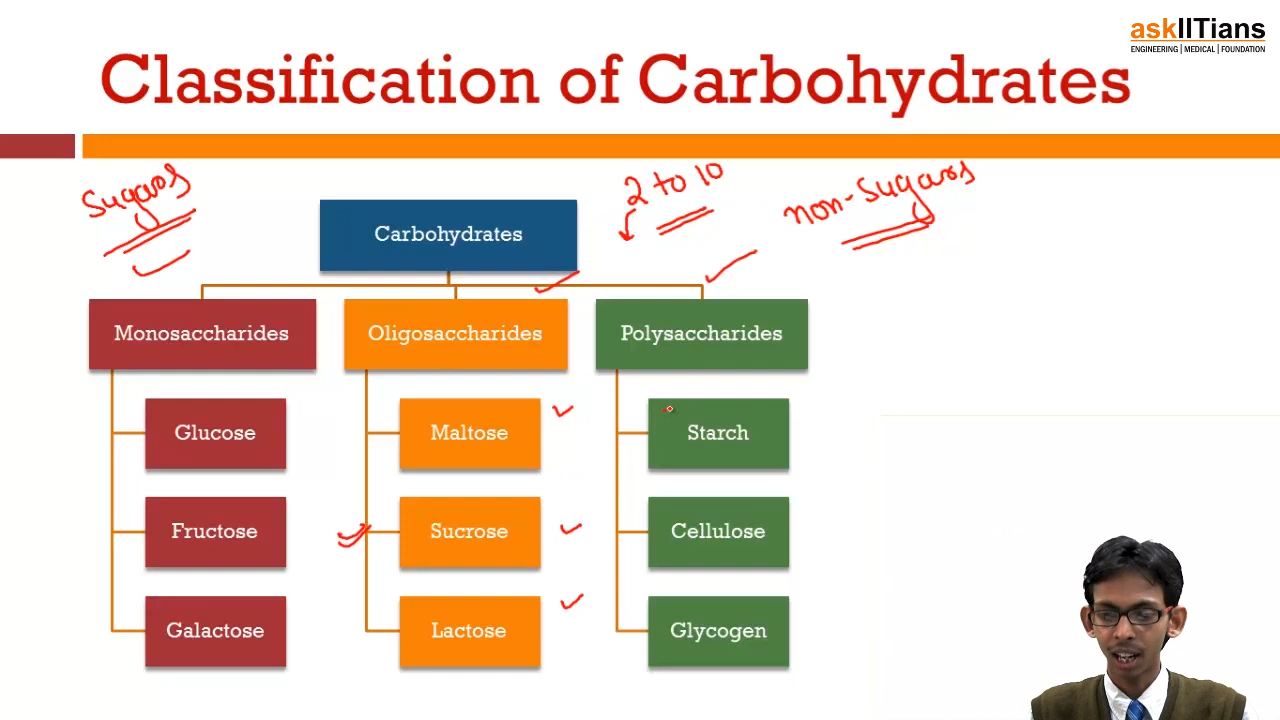 askIITians
ENGINEERING | MEDICAL | FOUNDATION
Classification of Carbohydrates
Sugars
2 to 10
non-Sugars
Carbohydrates
Monosaccharides
Oligosaccharides
Polysaccharides
Glucose
Maltose
Starch
Fructose
Sucrose
Cellulose
Galactose
Lactose
Glycogen